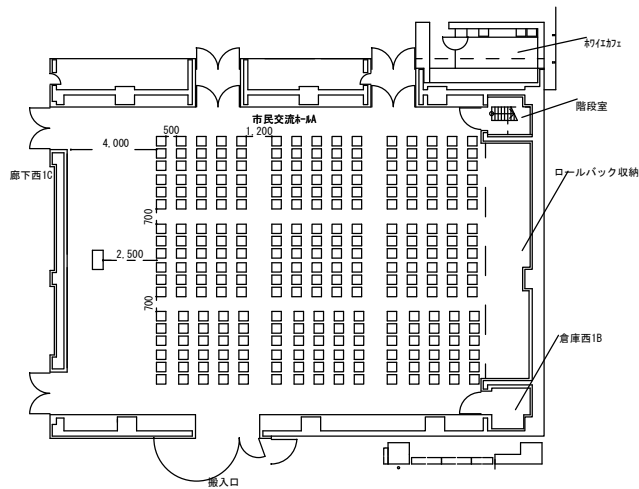 ホワイエカフェ
階段室
市民交流ホールA
500
1,200
4,000
ロールバック収納
廊下西1C
700
2,500
700
倉庫西1B
搬入口